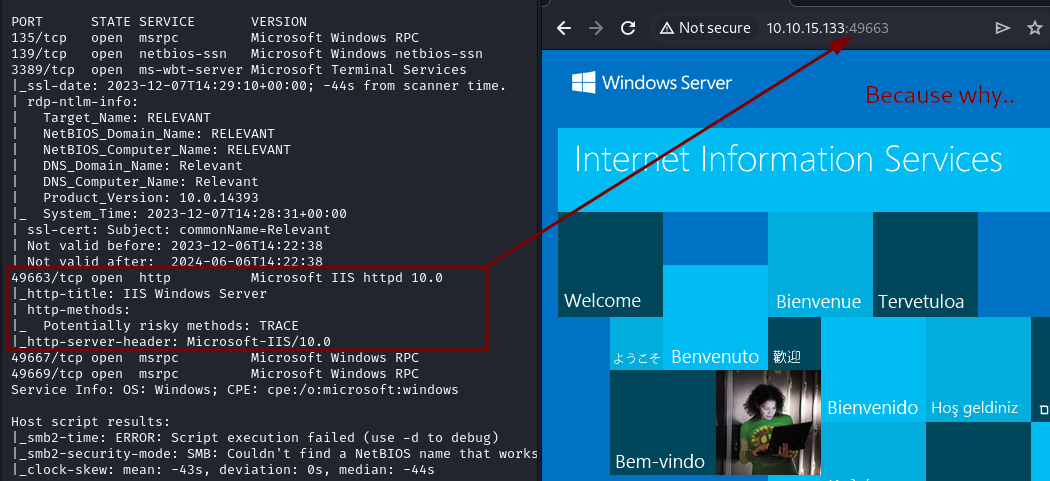 PORT STATE SERVICE VERSION
135/tcp open msrpc Microsoft Windows RPC
139/tcp open netbios-ssn Microsoft Windows netbios-ssn
3389/tcp open ms-wbt-server Microsoft Terminal Services
|_ssl-date: 2023-12-07T14:29:10+00:00; -44s from scanner time.
| rdp-ntlm-info:
| Target_Name: RELEVANT
| NetBIOS_Domain_Name: RELEVANT
| NetBIOS_Computer_Name: RELEVANT
| DNS_Domain_Name: Relevant
| DNS_Computer_Name: Relevant
| Product_Version: 10.0.14393
|_ System_Time: 2023-12-07T14:28:31+00:00
| ssl-cert: Subject: commonName=Relevant
| Not valid before: 2023-12-06T14:22:38
|_Not valid after: 2024-06-06T14:22:38
49663/tcp open http Microsoft IIS httpd 10.0
|_http-title: IIS Windows Server
| http-methods:
|_ Potentially risky methods: TRACE
|_http-server-header: Microsoft-IIS/10.0
49667/tcp open msrpc Microsoft Windows RPC
49669/tcp open msrpc Microsoft Windows RPC
Service Info: OS: Windows; CPE: cpe:/o:microsoft:windows
Host script results:
|_smb2-time: ERROR: Script execution failed (use -d to debug)
|_smb2-security-mode: SMB: Couldn't find a NetBIOS name that works
|_clock-skew: mean: -43s, deviation: 0s, median: -44s
Not secure 10.10.15.133:49663
Windows Server
Because why..
Internet Information Services
Welcome
Bienvenue
Tervetuloa
ようこそ
Benvenuto
歡迎
Bienvenido
Hoş geldiniz
Bem-vindo